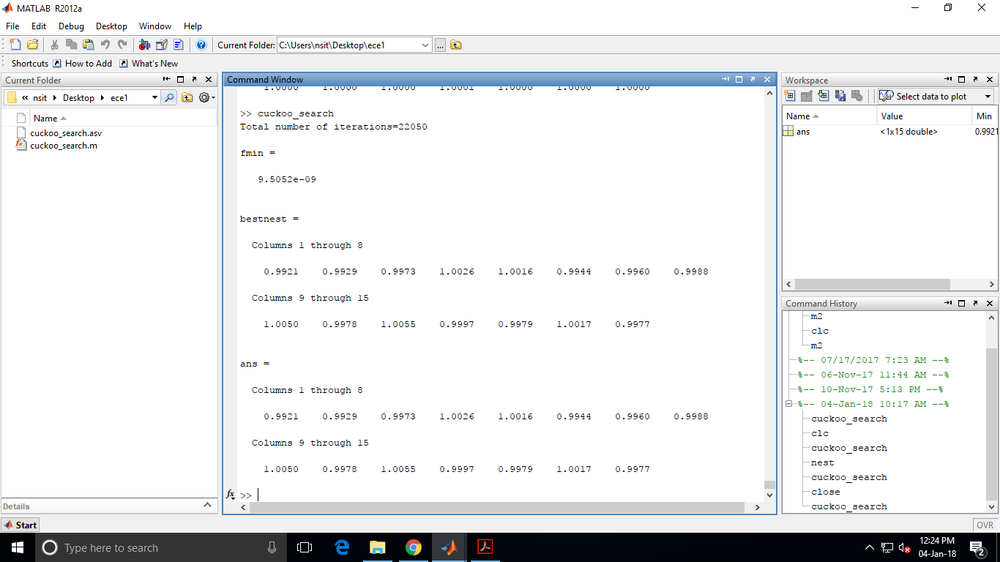 MATLAB R2012a
File Edit Debug Desktop Window Help
Current Folder: C:\Users\nsit\Desktop\ece1 ...
Shortcuts How to Add What's New
Current Folder
« nsit Desktop ece1
Name
cuckoo_search.asv
cuckoo_search.m
Details
Command Window
1.0000 1.0000 1.0000 1.0001 1.0000 1.0000 1.0000
>> cuckoo_search
Total number of iterations=22050
fmin =
9.5052e-09
bestnest =
Columns 1 through 8
0.9921 0.9929 0.9973 1.0026 1.0016 0.9944 0.9960 0.9988
Columns 9 through 15
1.0050 0.9978 1.0055 0.9997 0.9979 1.0017 0.9977
ans =
Columns 1 through 8
0.9921 0.9929 0.9973 1.0026 1.0016 0.9944 0.9960 0.9988
Columns 9 through 15
1.0050 0.9978 1.0055 0.9997 0.9979 1.0017 0.9977
fx >>
Workspace
Select data to plot
Name Value Min
ans <1x15 double> 0.9921
Command History
m2
clc
m2
%-- 07/17/2017 7:23 AM --%
%-- 06-Nov-17 11:44 AM --%
%-- 10-Nov-17 5:13 PM --%
%-- 04-Jan-18 10:17 AM --%
cuckoo_search
clc
cuckoo_search
nest
cuckoo_search
close
cuckoo_search
Start
OVR
Type here to search
12:24 PM
04-Jan-18
2